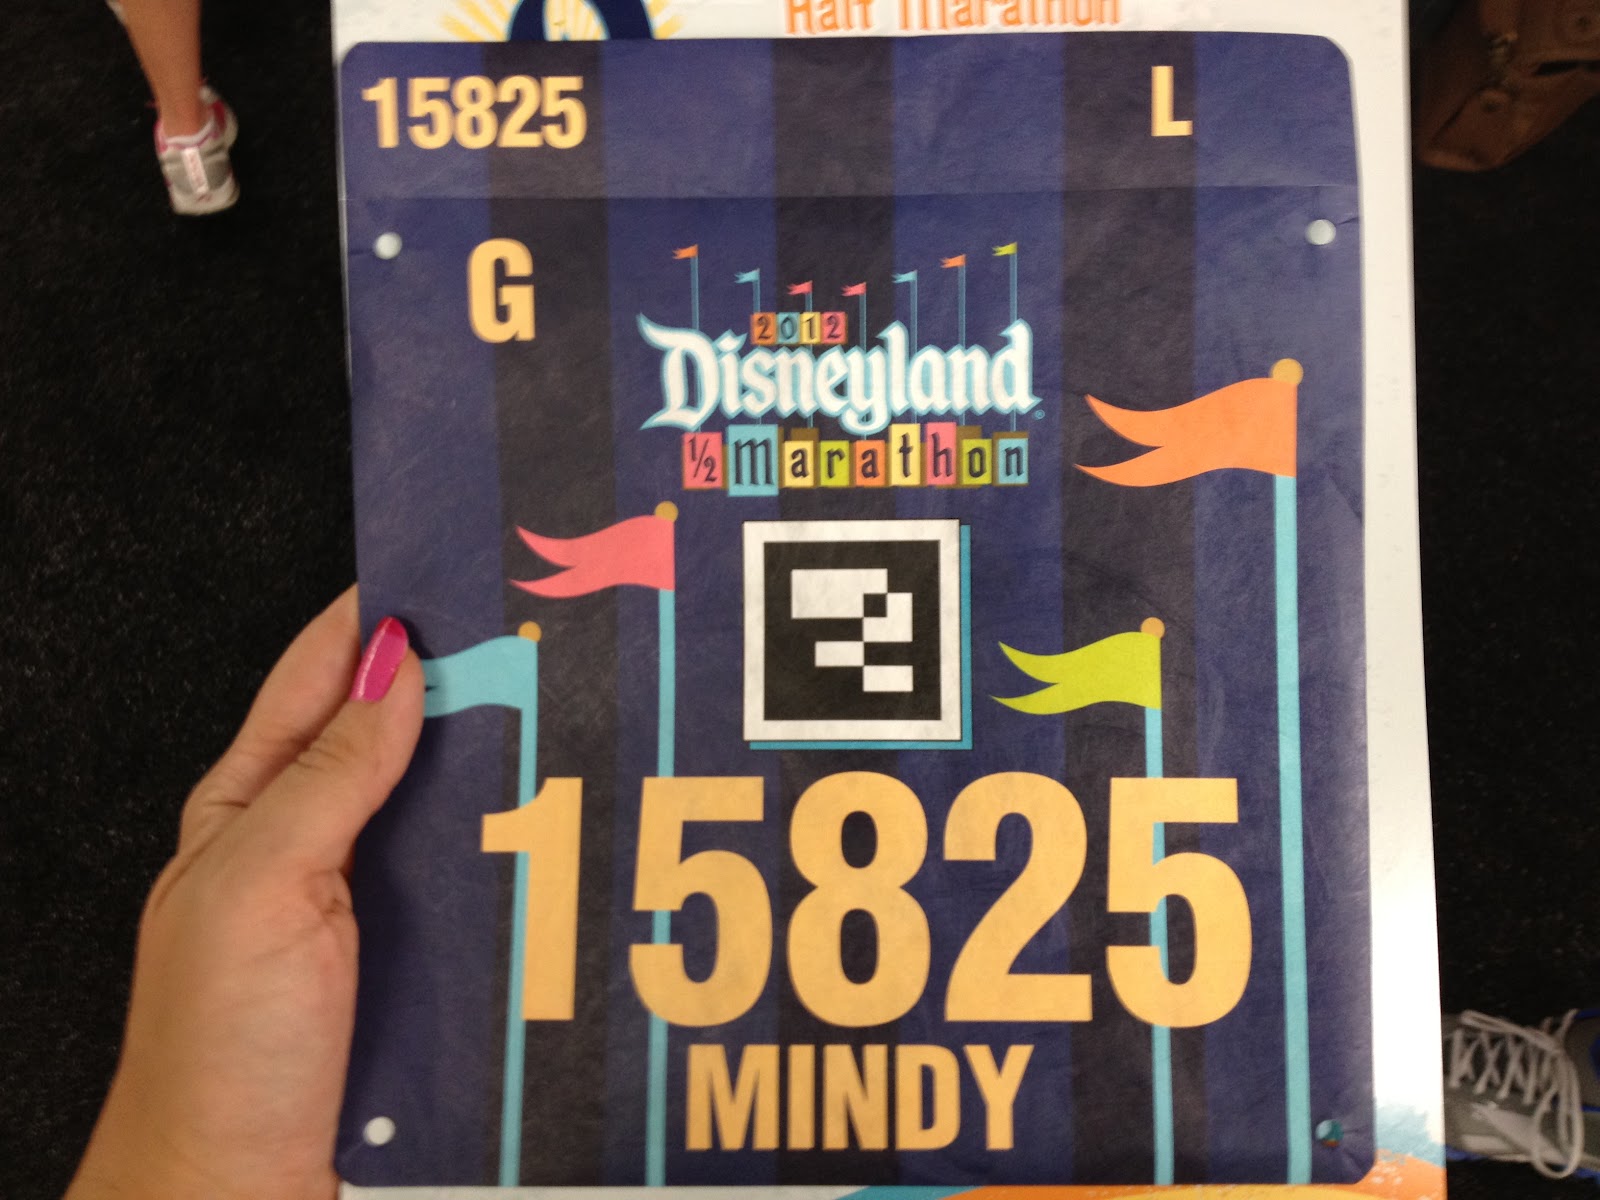 Half Marathon
15825
L
G
2012
Disneyland
½ marathon
15825
MINDY